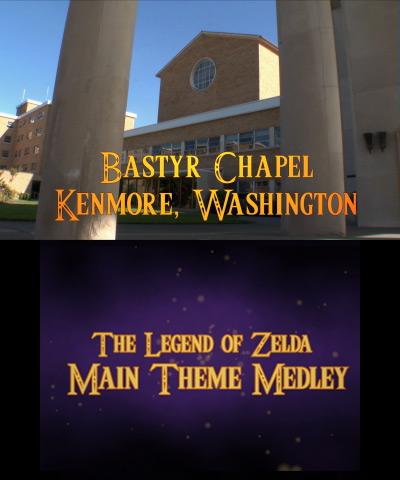 Bastyr Chapel
Kenmore, Washington
The Legend of Zelda
Main Theme Medley